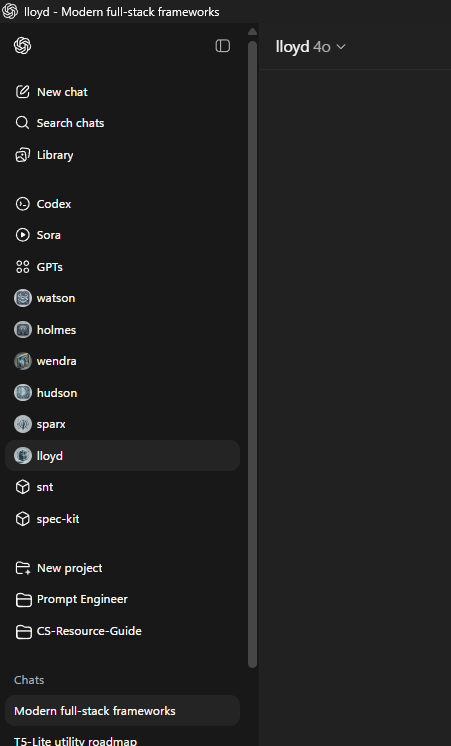 lloyd - Modern full-stack frameworks
lloyd 4o
New chat
Search chats
Library
Codex
Sora
GPTs
watson
holmes
wendra
hudson
sparx
lloyd
snt
spec-kit
New project
Prompt Engineer
CS-Resource-Guide
Chats
Modern full-stack frameworks
T5-Lite utility roadmap